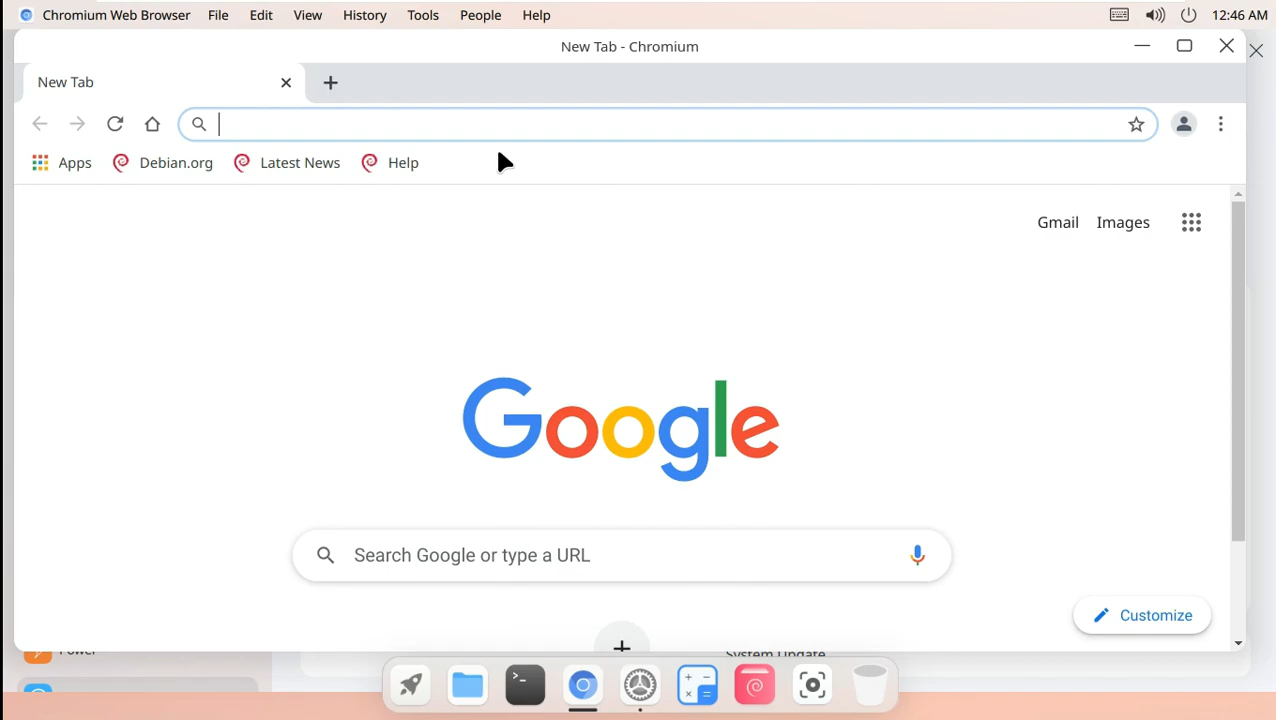 Chromium Web Browser File Edit View History Tools People Help 12:46 AM
New Tab - Chromium
New Tab
Apps Debian.org Latest News Help
Gmail Images
Google
Search Google or type a URL
Customize
Power
System Update